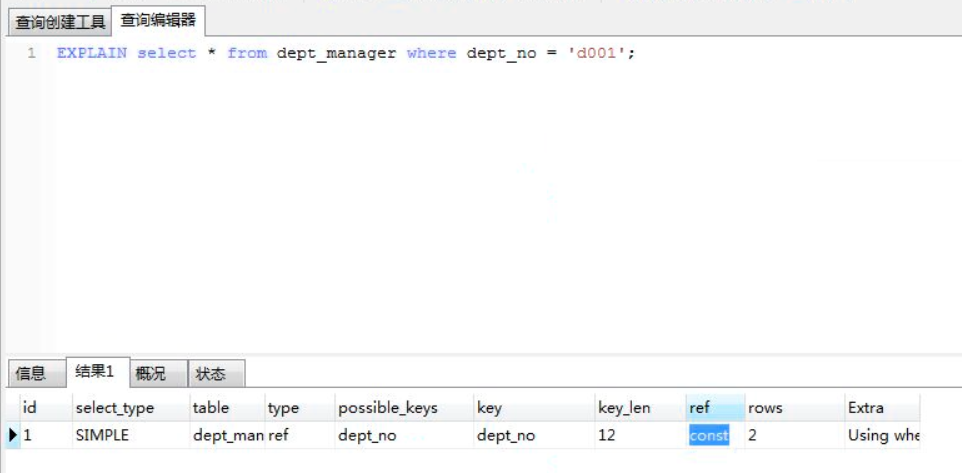 查询创建工具 查询编辑器
1 EXPLAIN select * from dept_manager where dept_no = 'd001';
信息 结果1 概况 状态
id select_type table type possible_keys key key_len ref rows Extra
1 SIMPLE dept_man ref dept_no dept_no 12 const 2 Using whe